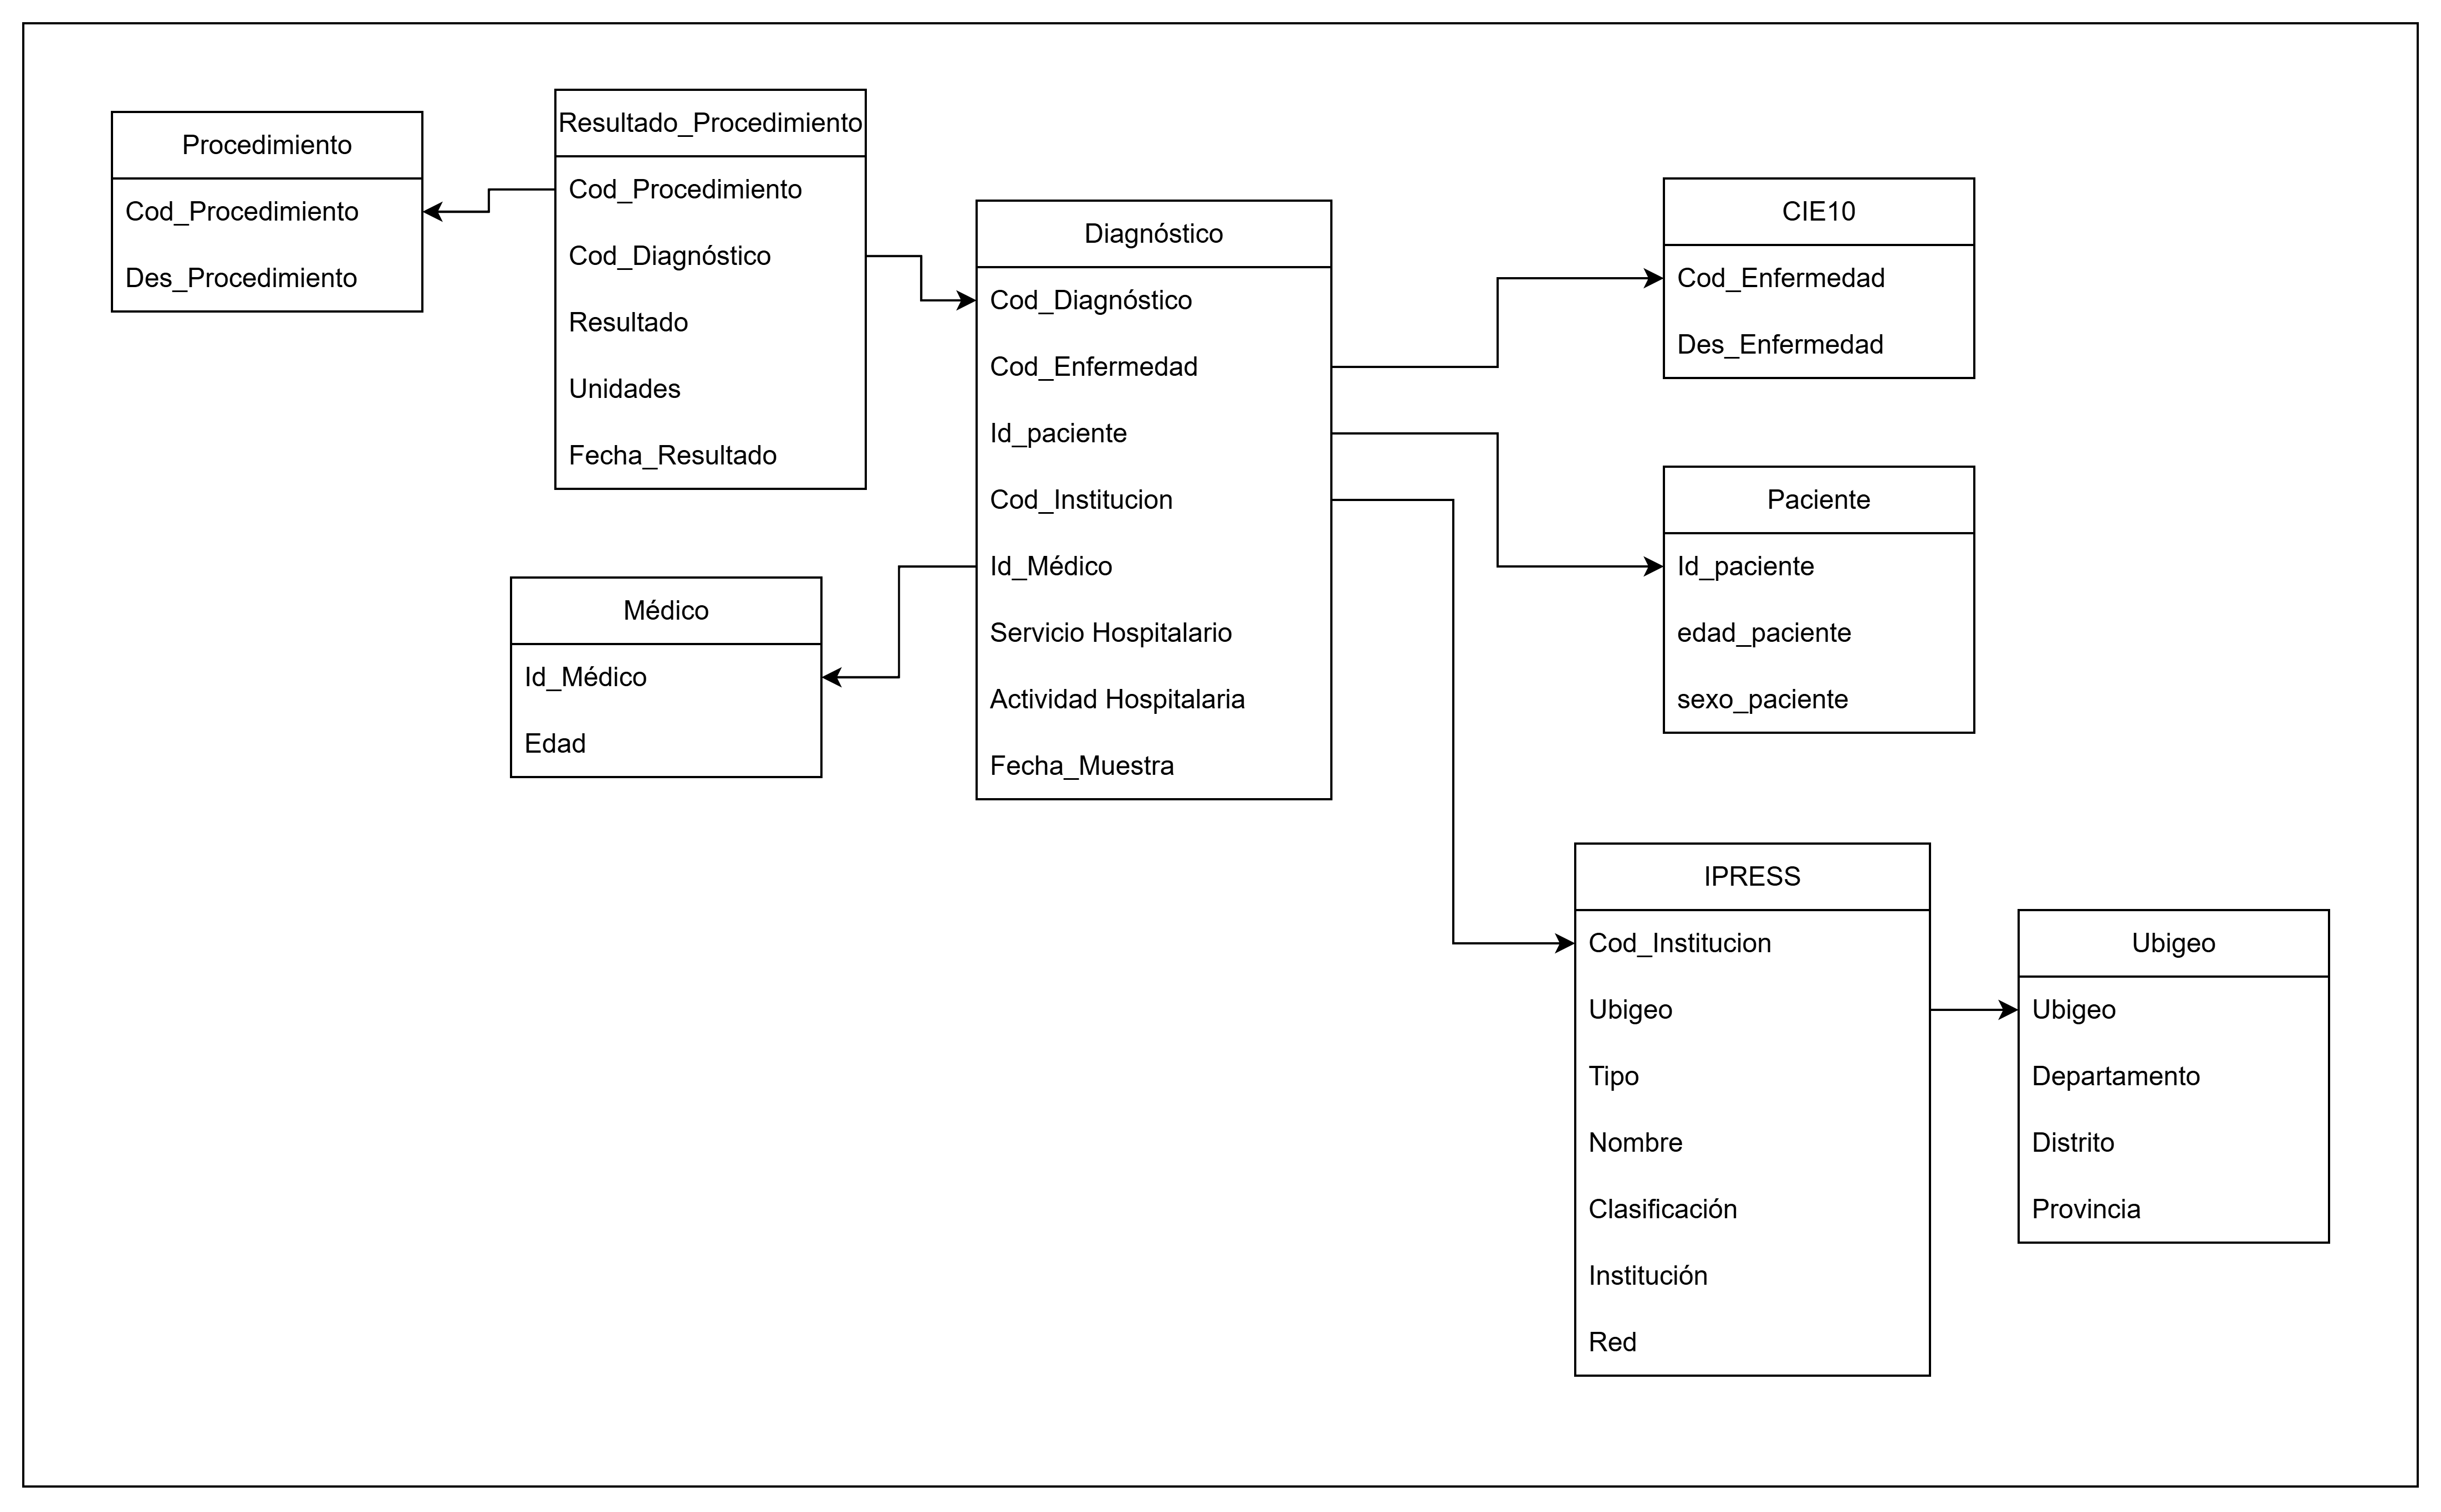 Procedimiento
Cod_Procedimiento
Des_Procedimiento
Resultado_Procedimiento
Cod_Procedimiento
Cod_Diagnóstico
Resultado
Unidades
Fecha_Resultado
Diagnóstico
Cod_Diagnóstico
Cod_Enfermedad
Id_paciente
Cod_Institucion
Id_Médico
Servicio Hospitalario
Actividad Hospitalaria
Fecha_Muestra
CIE10
Cod_Enfermedad
Des_Enfermedad
Paciente
Id_paciente
edad_paciente
sexo_paciente
Médico
Id_Médico
Edad
IPRESS
Cod_Institucion
Ubigeo
Tipo
Nombre
Clasificación
Institución
Red
Ubigeo
Ubigeo
Departamento
Distrito
Provincia